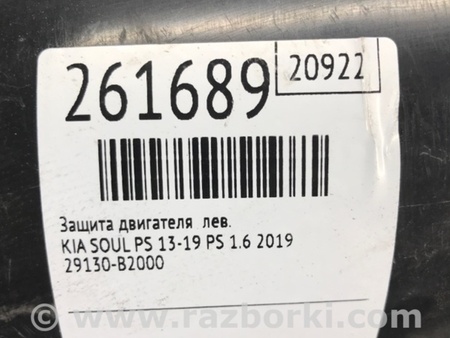 261689
20922
Защита двигателя лев.
KIA SOUL PS 13-19 PS 1.6 2019
29130-B2000
© www.razborki.com